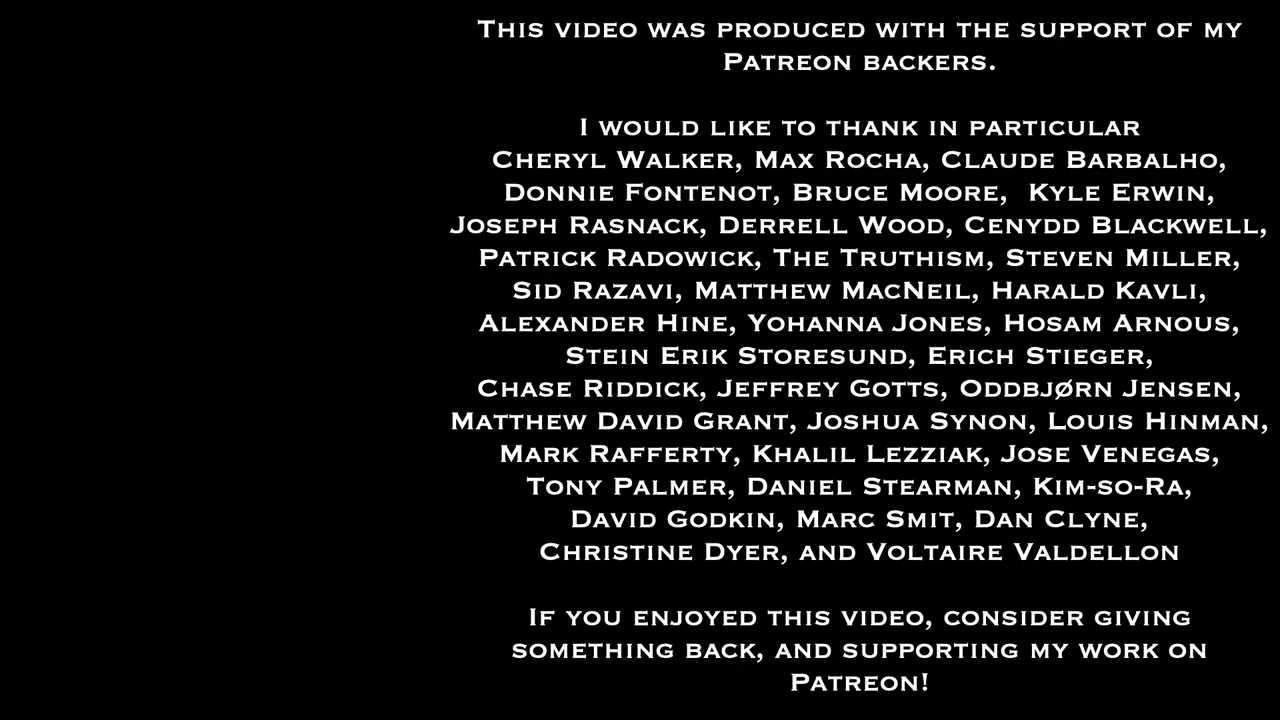 This video was produced with the support of my
Patreon backers.
I would like to thank in particular
Cheryl Walker, Max Rocha, Claude Barbalho,
Donnie Fontenot, Bruce Moore, Kyle Erwin,
Joseph Rasnack, Derrell Wood, Cenydd Blackwell,
Patrick Radowick, The Truthism, Steven Miller,
Sid Razavi, Matthew MacNeil, Harald Kavli,
Alexander Hine, Yohanna Jones, Hosam Arnous,
Stein Erik Storesund, Erich Stieger,
Chase Riddick, Jeffrey Gotts, Oddbjørn Jensen,
Matthew David Grant, Joshua Synon, Louis Hinman,
Mark Rafferty, Khalil Lezziak, Jose Venegas,
Tony Palmer, Daniel Stearman, Kim-so-Ra,
David Godkin, Marc Smit, Dan Clyne,
Christine Dyer, and Voltaire Valdellon
If you enjoyed this video, consider giving
something back, and supporting my work on
Patreon!